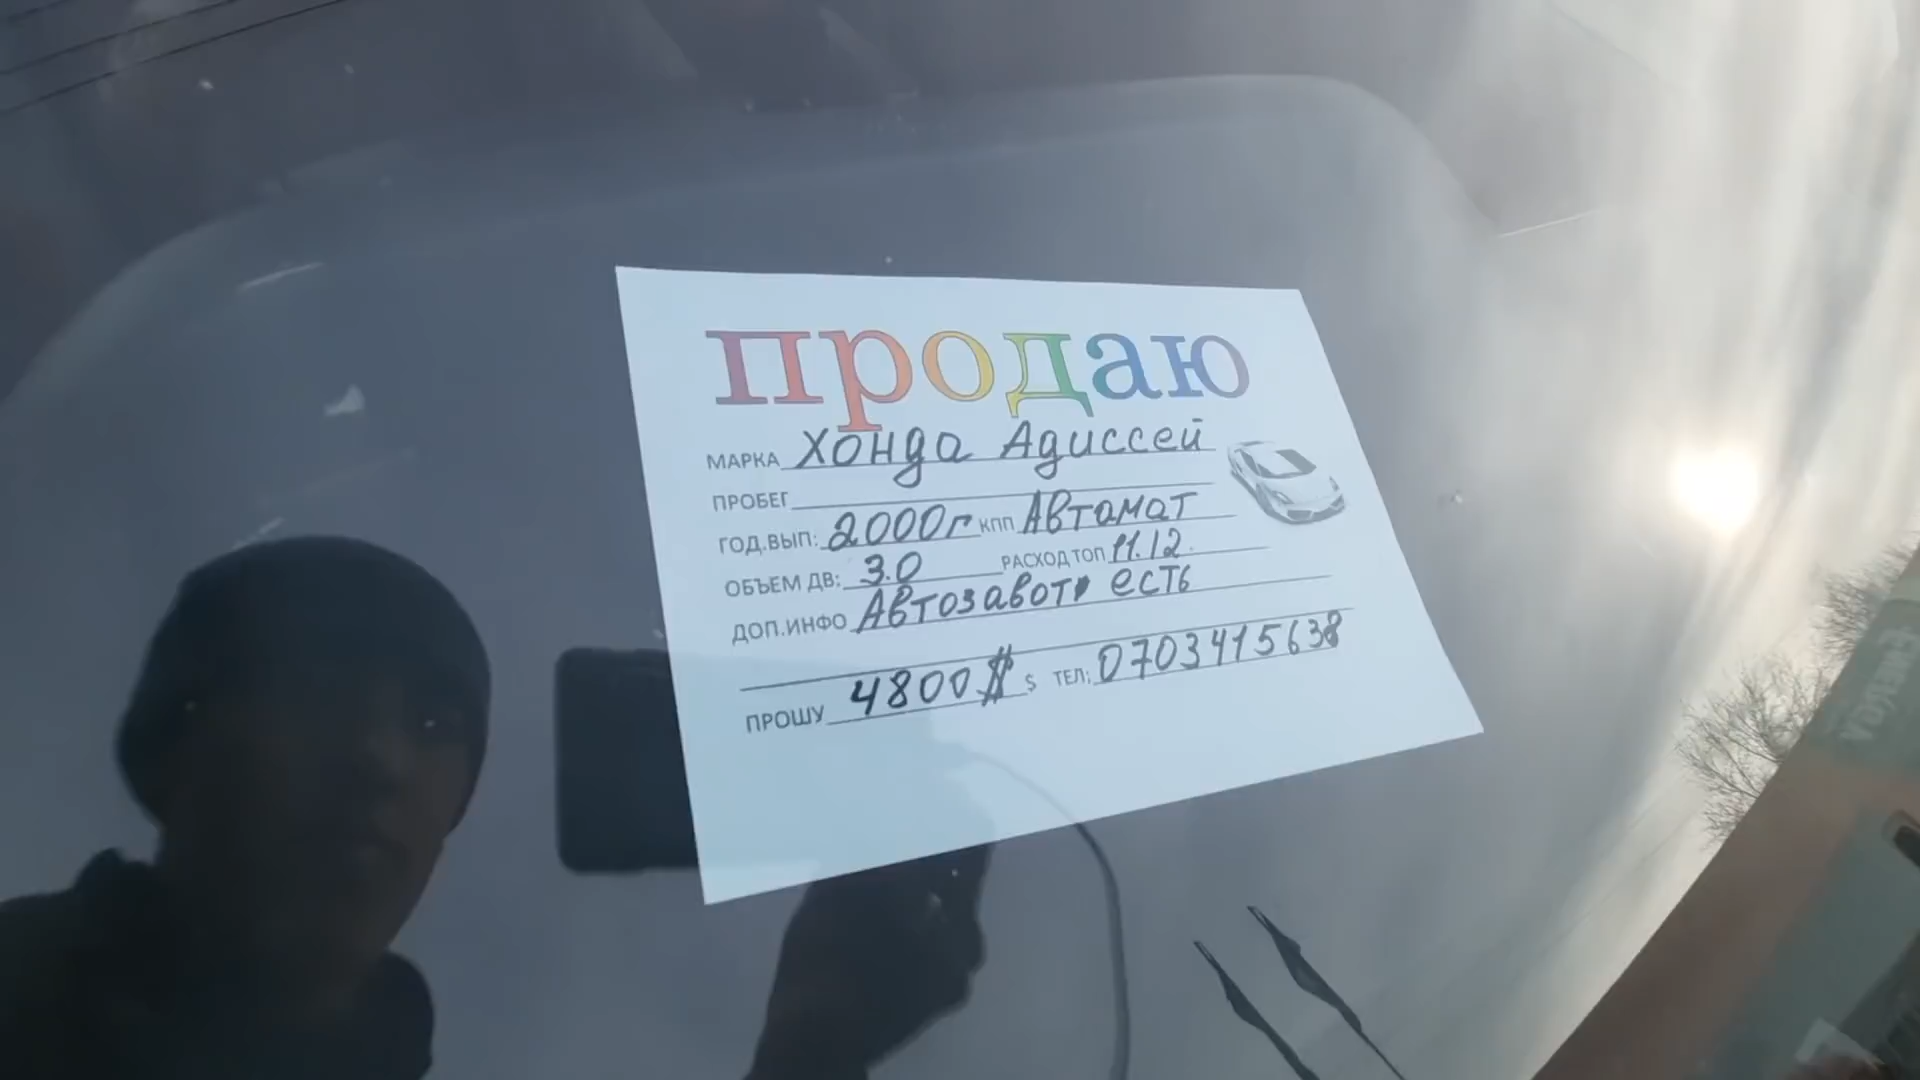 продаю
МАРКА Хонда Адиссей
ПРОБЕГ
ГОД.ВЫП: 2000г КПП Автомат
ОБЪЕМ ДВ: 3.0 РАСХОД ТОП 11.12.
ДОП.ИНФО Автозавот есть
ПРОШУ 4800$ $ ТЕЛ: 0703415638